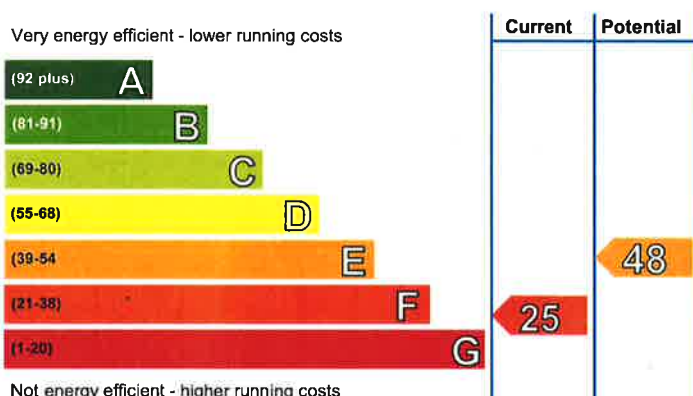 Current Potential
Very energy efficient - lower running costs
(92 plus) A
(81-91) B
(69-80) C
(55-68) D
(39-54 E
48
(21-38) F
25
(1-20) G
Not energy efficient - higher running costs